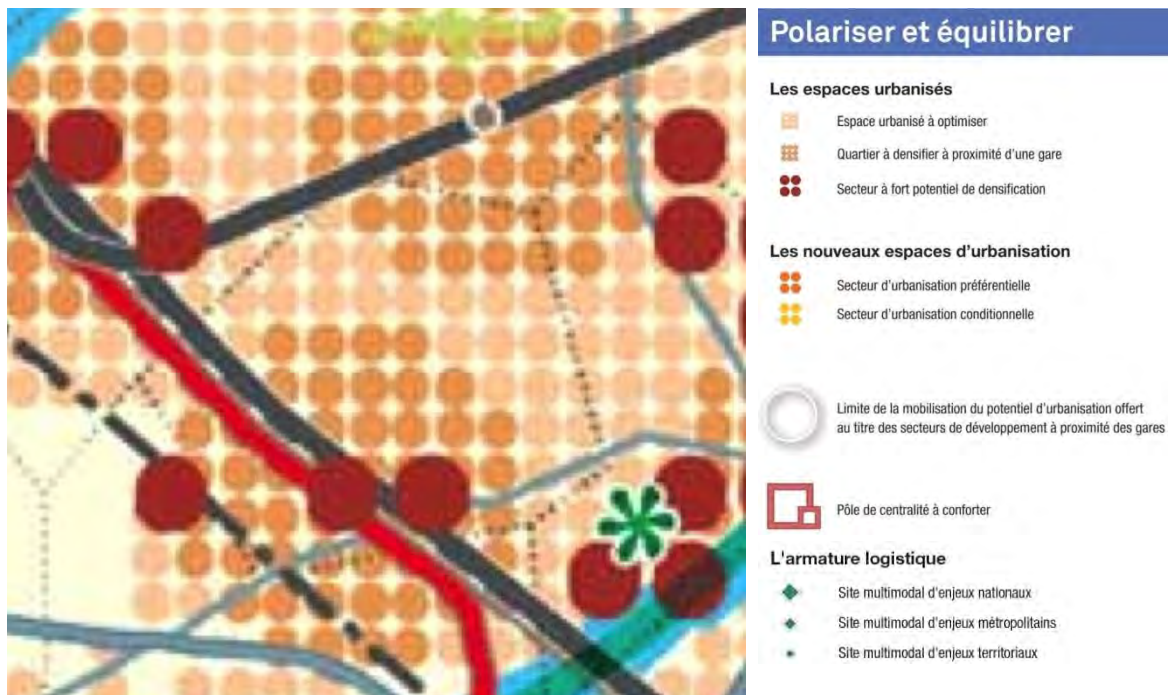 Polariser et équilibrer
Les espaces urbanisés
Espace urbanisé à optimiser
Quartier à densifier à proximité d'une gare
Secteur à fort potentiel de densification
Les nouveaux espaces d'urbanisation
Secteur d'urbanisation préférentielle
Secteur d'urbanisation conditionnelle
Limite de la mobilisation du potentiel d'urbanisation offert
au titre des secteurs de développement à proximité des gares
Pôle de centralité à conforter
L'armature logistique
Site multimodal d'enjeux nationaux
Site multimodal d'enjeux métropolitains
Site multimodal d'enjeux territoriaux